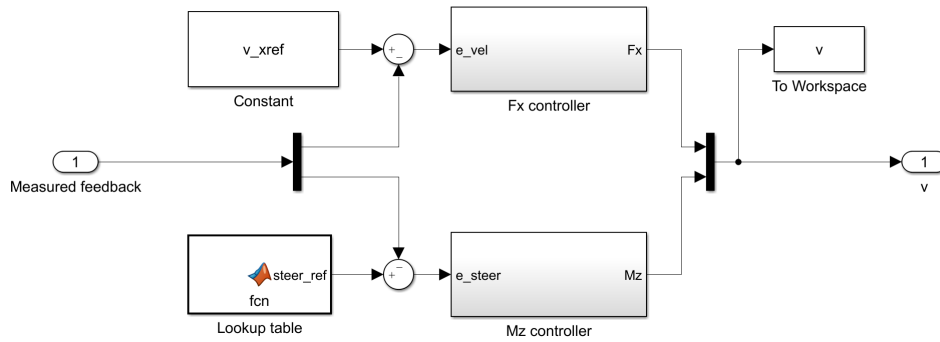 v_xref
Constant
+
−
e_vel
Fx
Fx controller
v
To Workspace
1
Measured feedback
1
v
steer_ref
fcn
Lookup table
+
−
e_steer
Mz
Mz controller